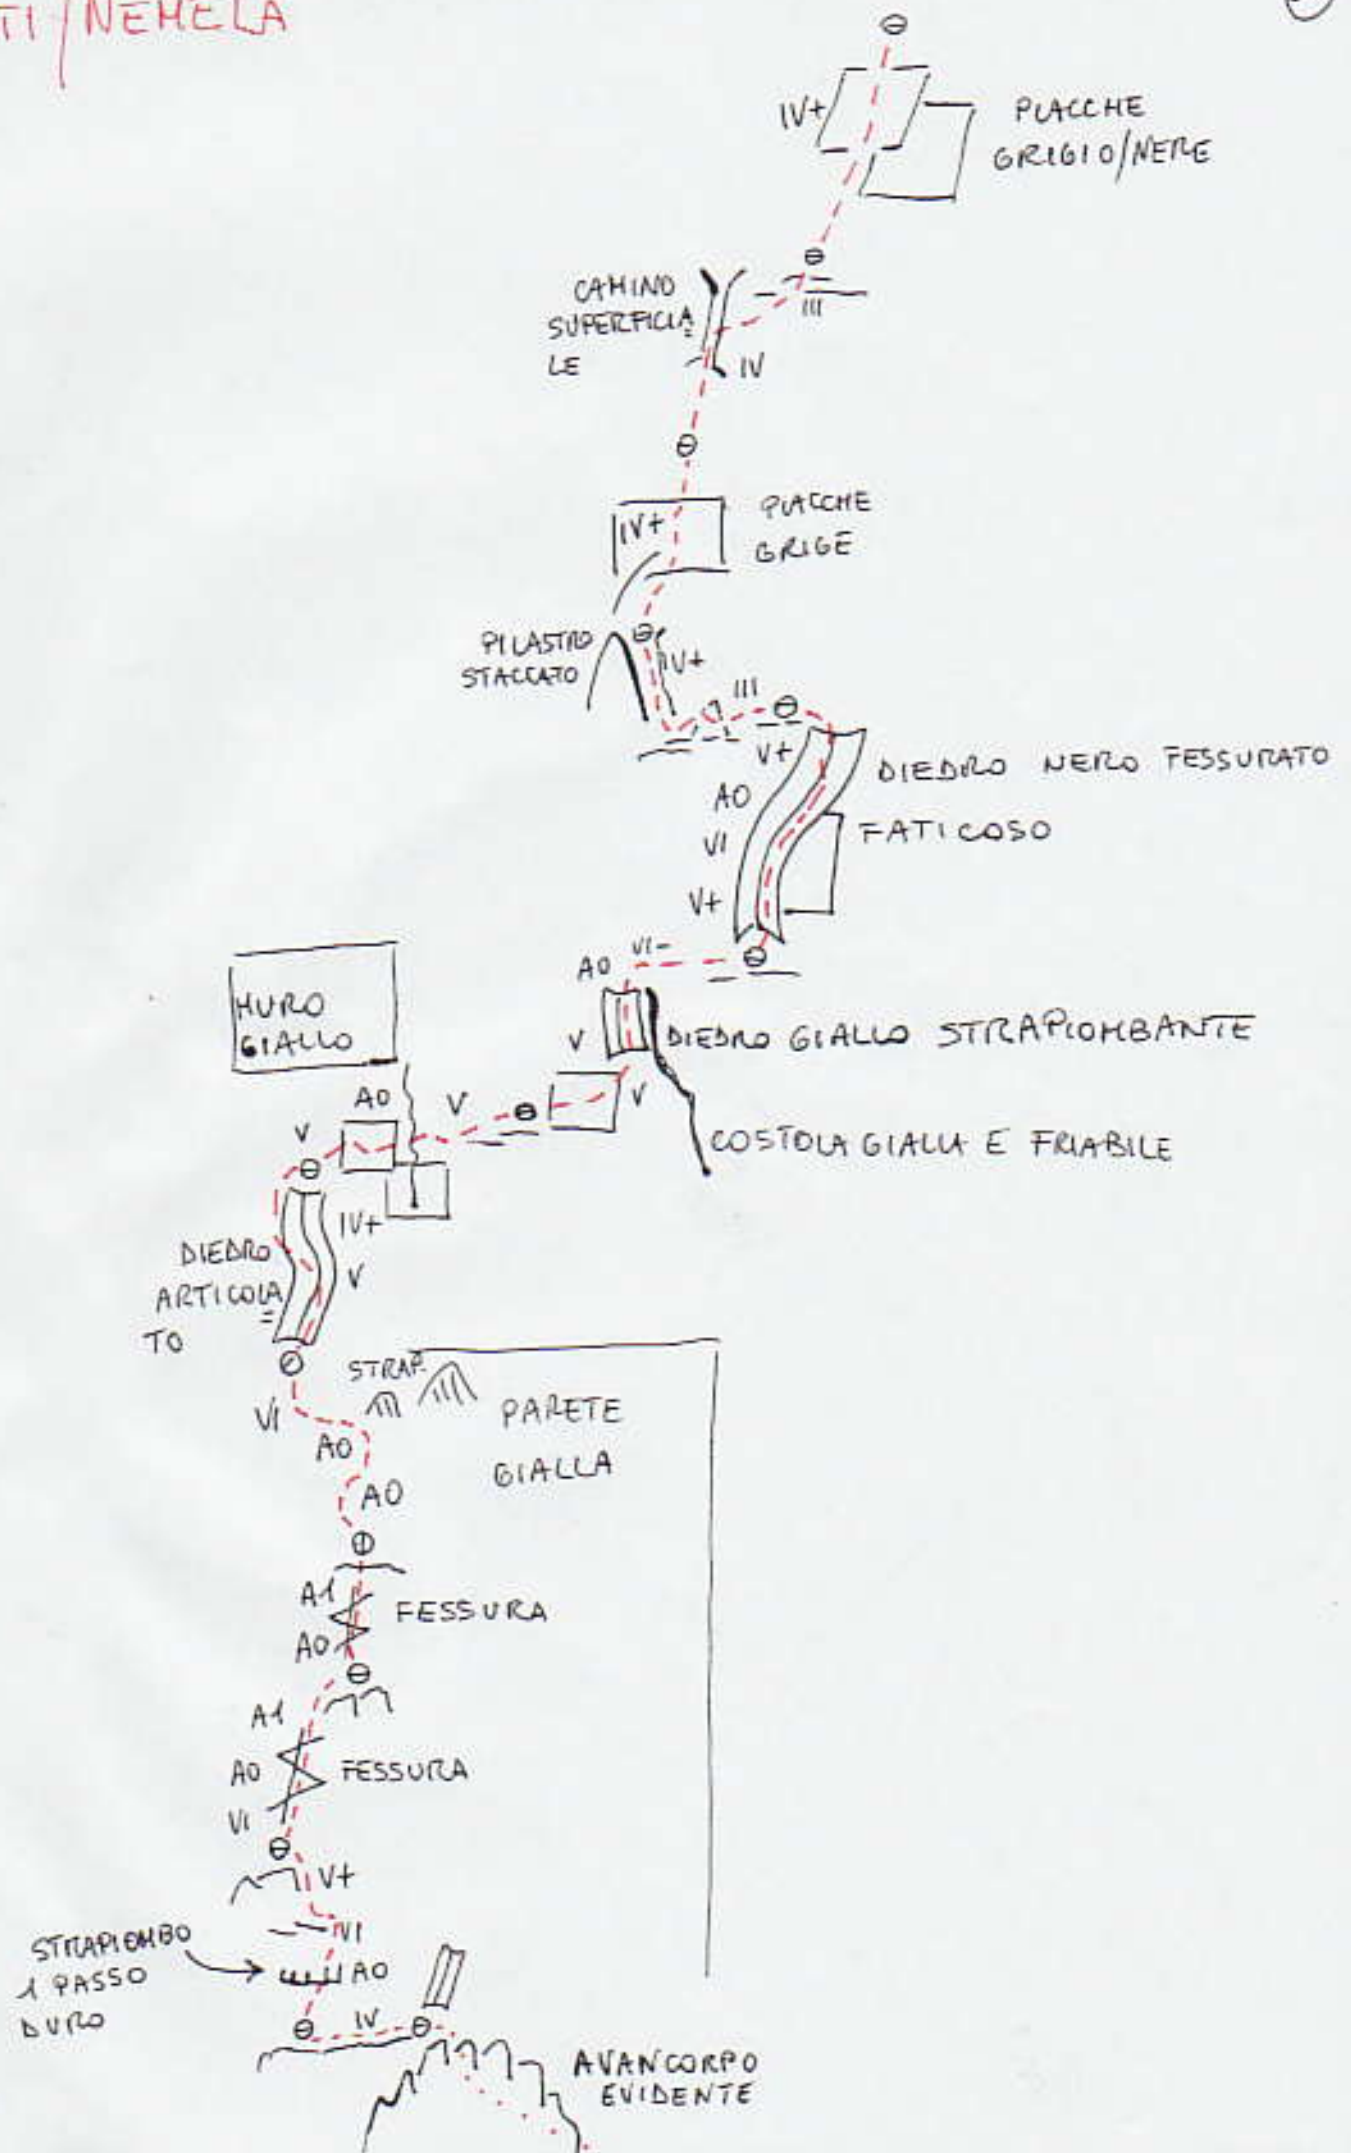 TI/NEMELA
IV+
PLACCHE
GRIGIO/NERE
CAMINO
SUPERFICIA=
LE
III
IV
IV+
PLACCHE
GRIGE
PILASTRO
STACCATO
IV+
III
V+
DIEDRO NERO FESSURATO
A0
FATICOSO
VI
V+
A0 VI-
MURO
GIALLO
V
DIEDRO GIALLO STRAPIOMBANTE
A0
V
V
V
COSTOLA GIALLA E FRIABILE
IV+
DIEDRO
ARTICOLA=
TO
V
STRAP.
VI
PARETE
GIALLA
A0
A0
A1
FESSURA
A0
A1
A0
FESSURA
VI
V+
VI
STRAPIOMBO
1 PASSO
DURO
A0
IV
AVANCORPO
EVIDENTE